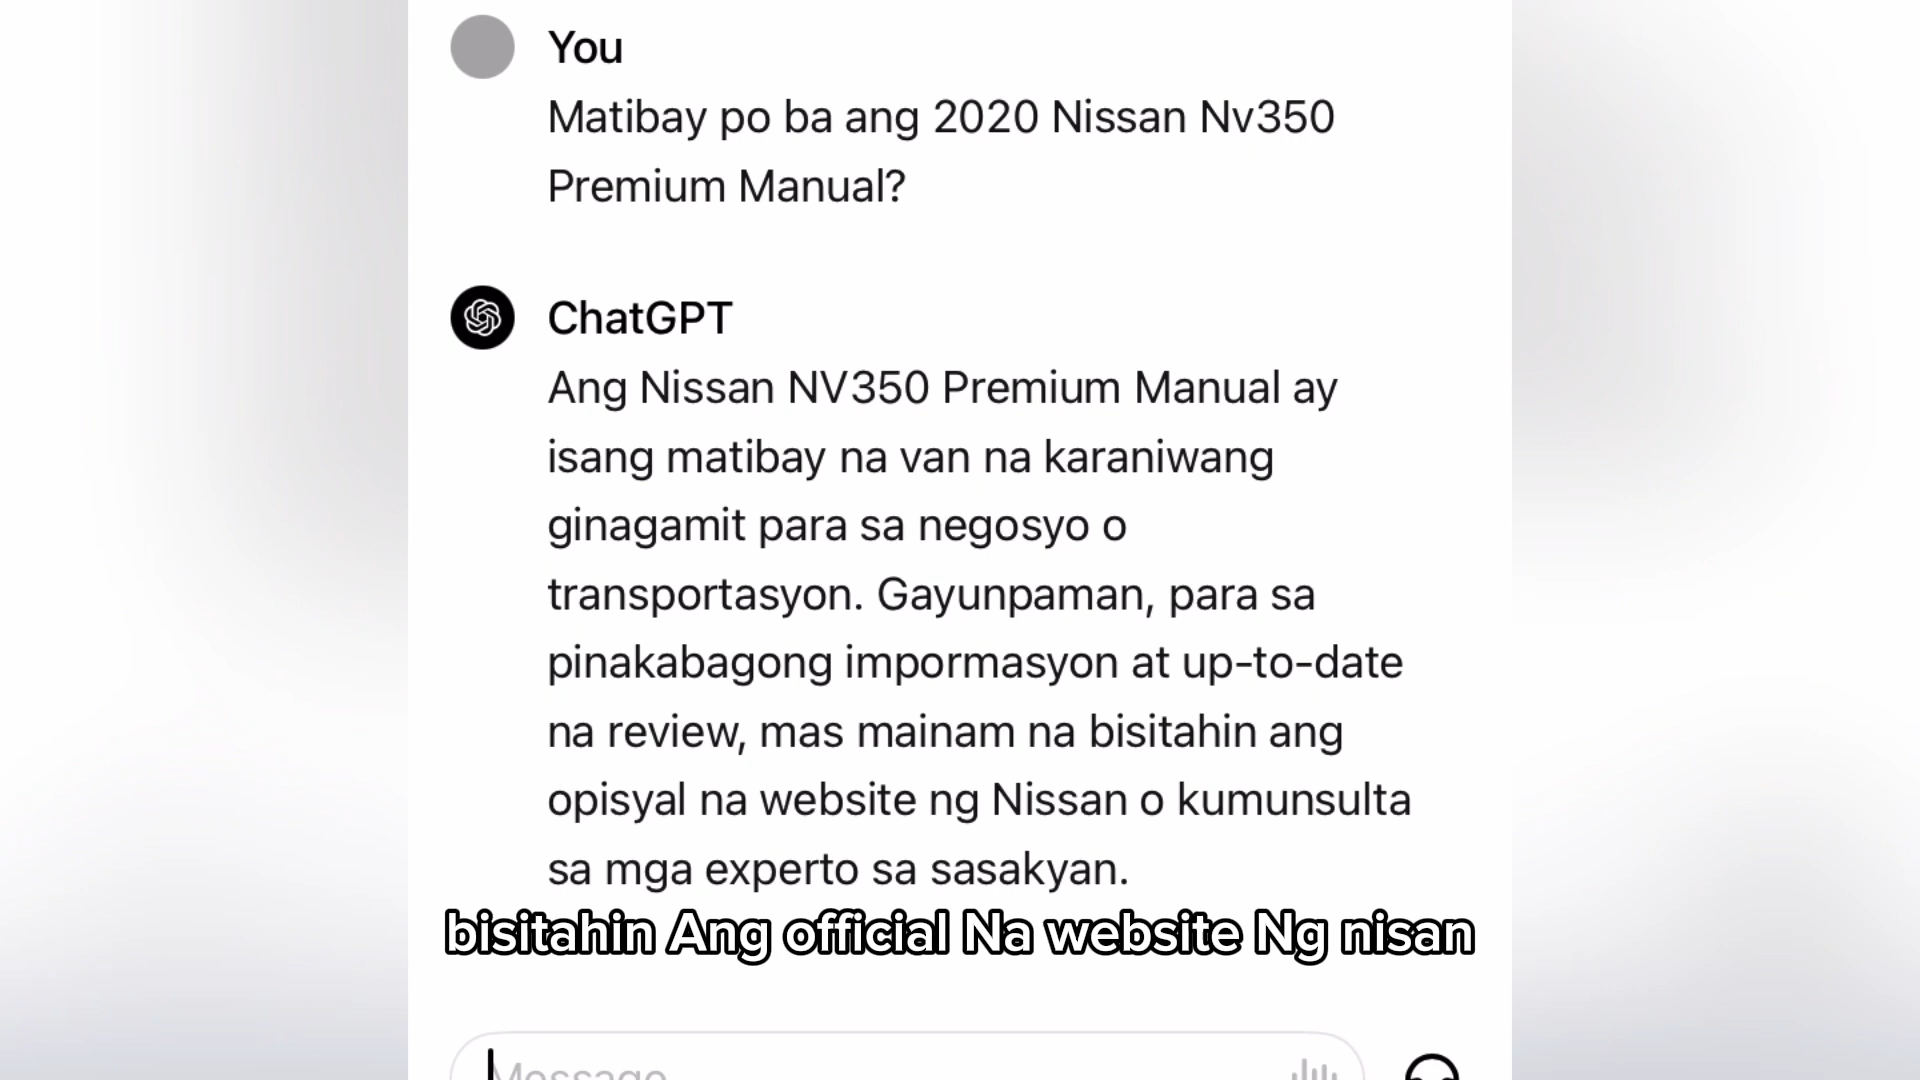 You
Matibay po ba ang 2020 Nissan Nv350
Premium Manual?
ChatGPT
Ang Nissan NV350 Premium Manual ay
isang matibay na van na karaniwang
ginagamit para sa negosyo o
transportasyon. Gayunpaman, para sa
pinakabagong impormasyon at up-to-date
na review, mas mainam na bisitahin ang
opisyal na website ng Nissan o kumunsulta
sa mga experto sa sasakyan.
bisitahin Ang official Na website Ng nisan
Message